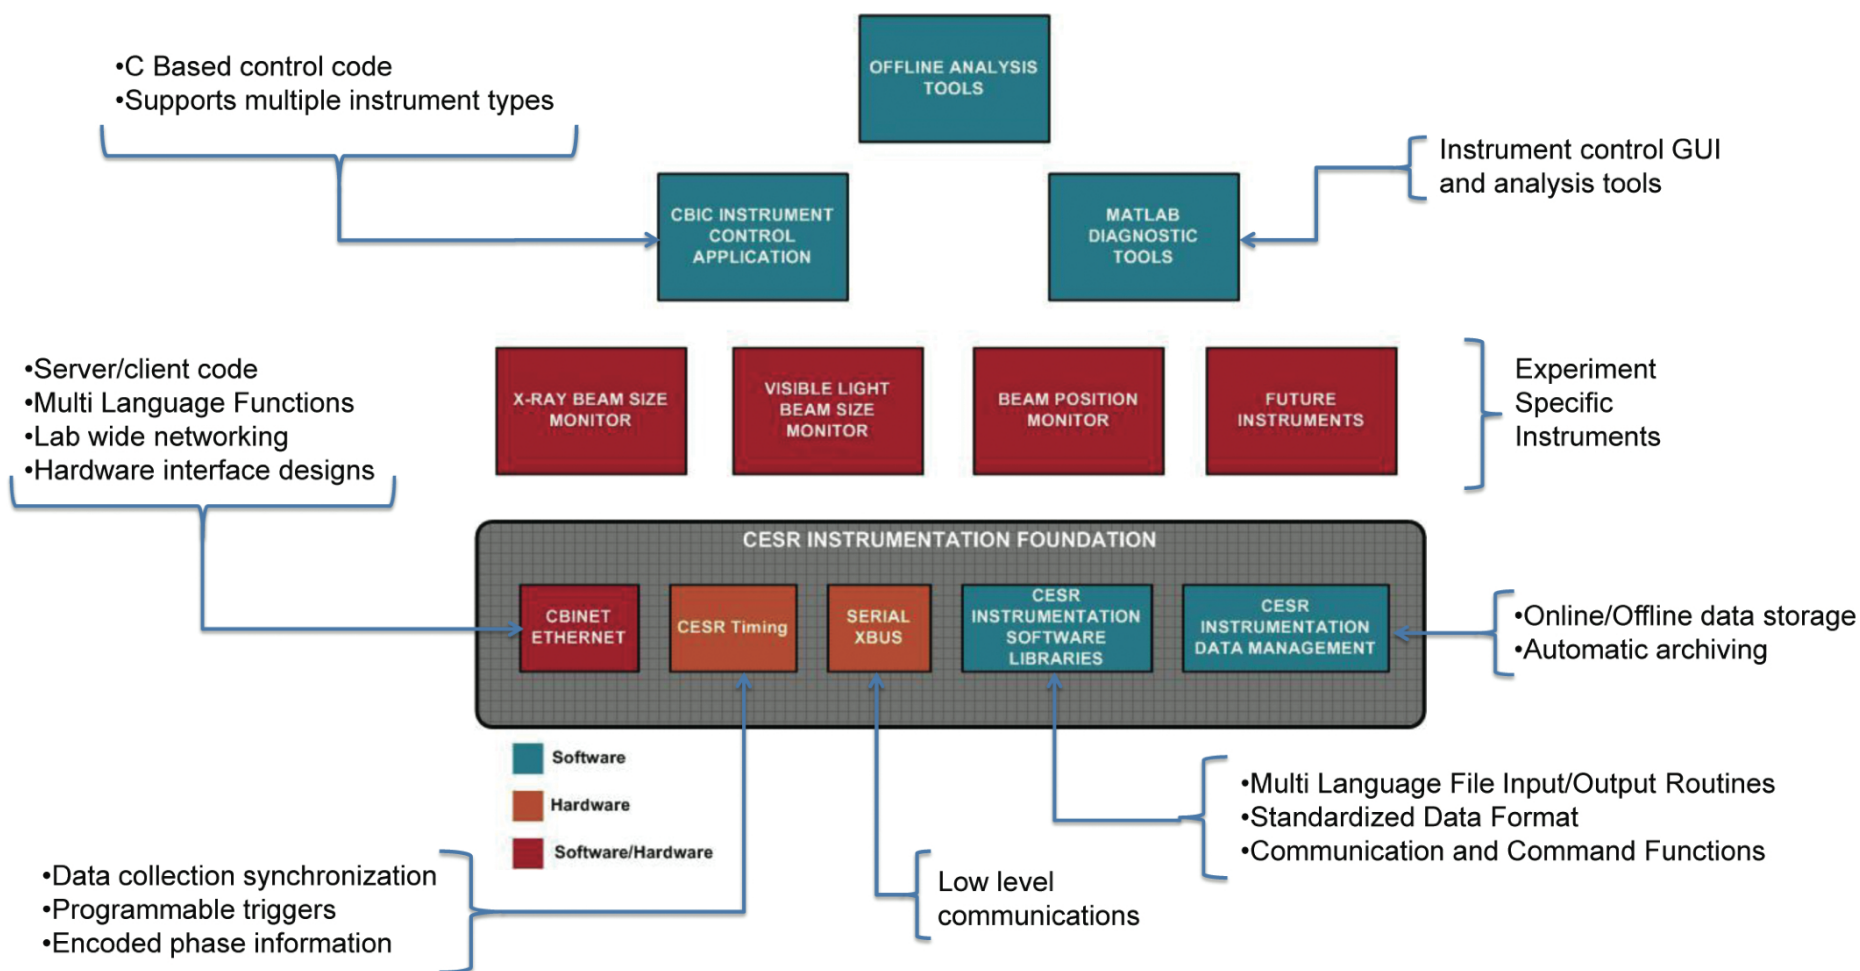 OFFLINE ANALYSIS
TOOLS
•C Based control code
•Supports multiple instrument types
Instrument control GUI
and analysis tools
CBIC INSTRUMENT
CONTROL
APPLICATION
MATLAB
DIAGNOSTIC
TOOLS
•Server/client code
•Multi Language Functions
•Lab wide networking
•Hardware interface designs
X-RAY BEAM SIZE
MONITOR
VISIBLE LIGHT
BEAM SIZE
MONITOR
BEAM POSITION
MONITOR
FUTURE
INSTRUMENTS
Experiment
Specific
Instruments
CESR INSTRUMENTATION FOUNDATION
CBINET
ETHERNET
CESR Timing
SERIAL
XBUS
CESR
INSTRUMENTATION
SOFTWARE
LIBRARIES
CESR
INSTRUMENTATION
DATA MANAGEMENT
•Online/Offline data storage
•Automatic archiving
Software
Hardware
Software/Hardware
•Multi Language File Input/Output Routines
•Standardized Data Format
•Communication and Command Functions
•Data collection synchronization
•Programmable triggers
•Encoded phase information
Low level
communications